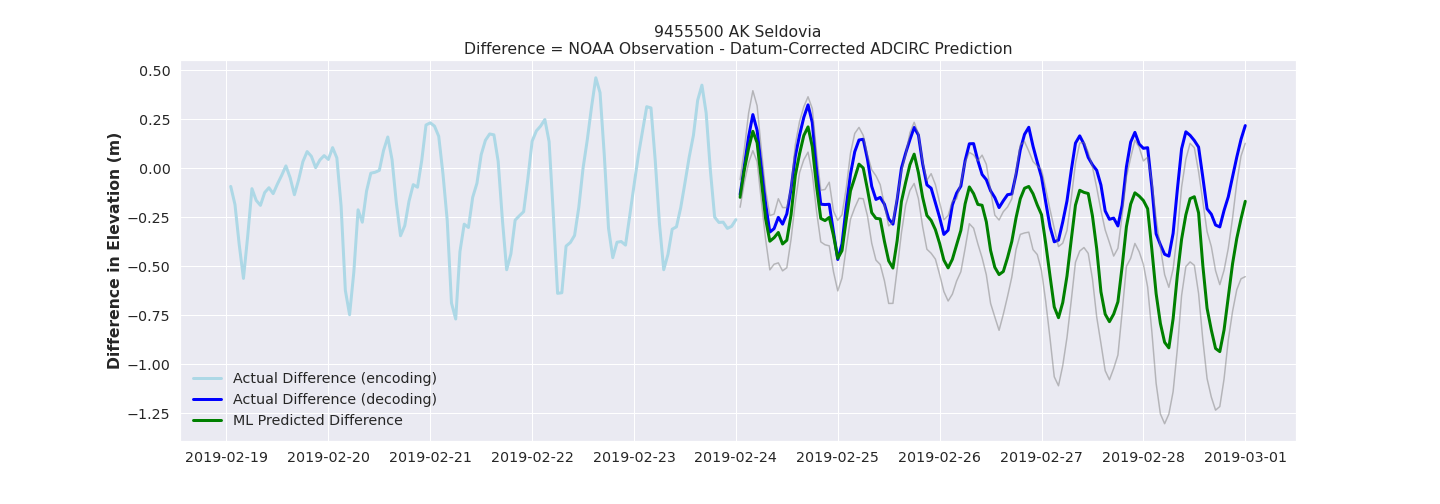 9455500 AK Seldovia
Difference = NOAA Observation - Datum-Corrected ADCIRC Prediction
Difference in Elevation (m)
0.50
0.25
0.00
−0.25
−0.50
−0.75
−1.00
−1.25
Actual Difference (encoding)
Actual Difference (decoding)
ML Predicted Difference
2019-02-19 2019-02-20 2019-02-21 2019-02-22 2019-02-23 2019-02-24 2019-02-25 2019-02-26 2019-02-27 2019-02-28 2019-03-01